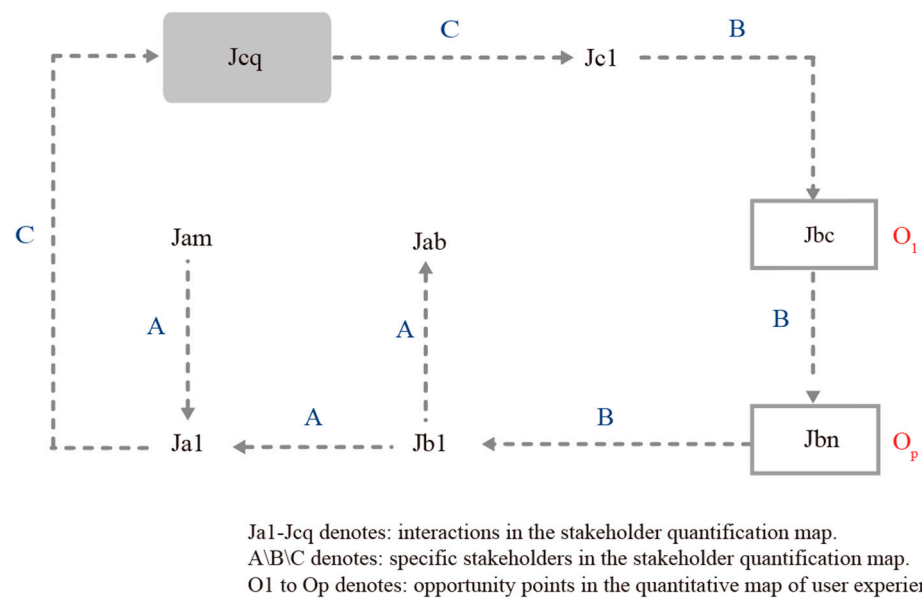 C
B
Jcq
Jc1
C
Jam
Jab
Jbc
O1
A
A
B
A
B
Ja1
Jb1
Jbn
Op
Ja1-Jcq denotes: interactions in the stakeholder quantification map.
A\B\C denotes: specific stakeholders in the stakeholder quantification map.
O1 to Op denotes: opportunity points in the quantitative map of user